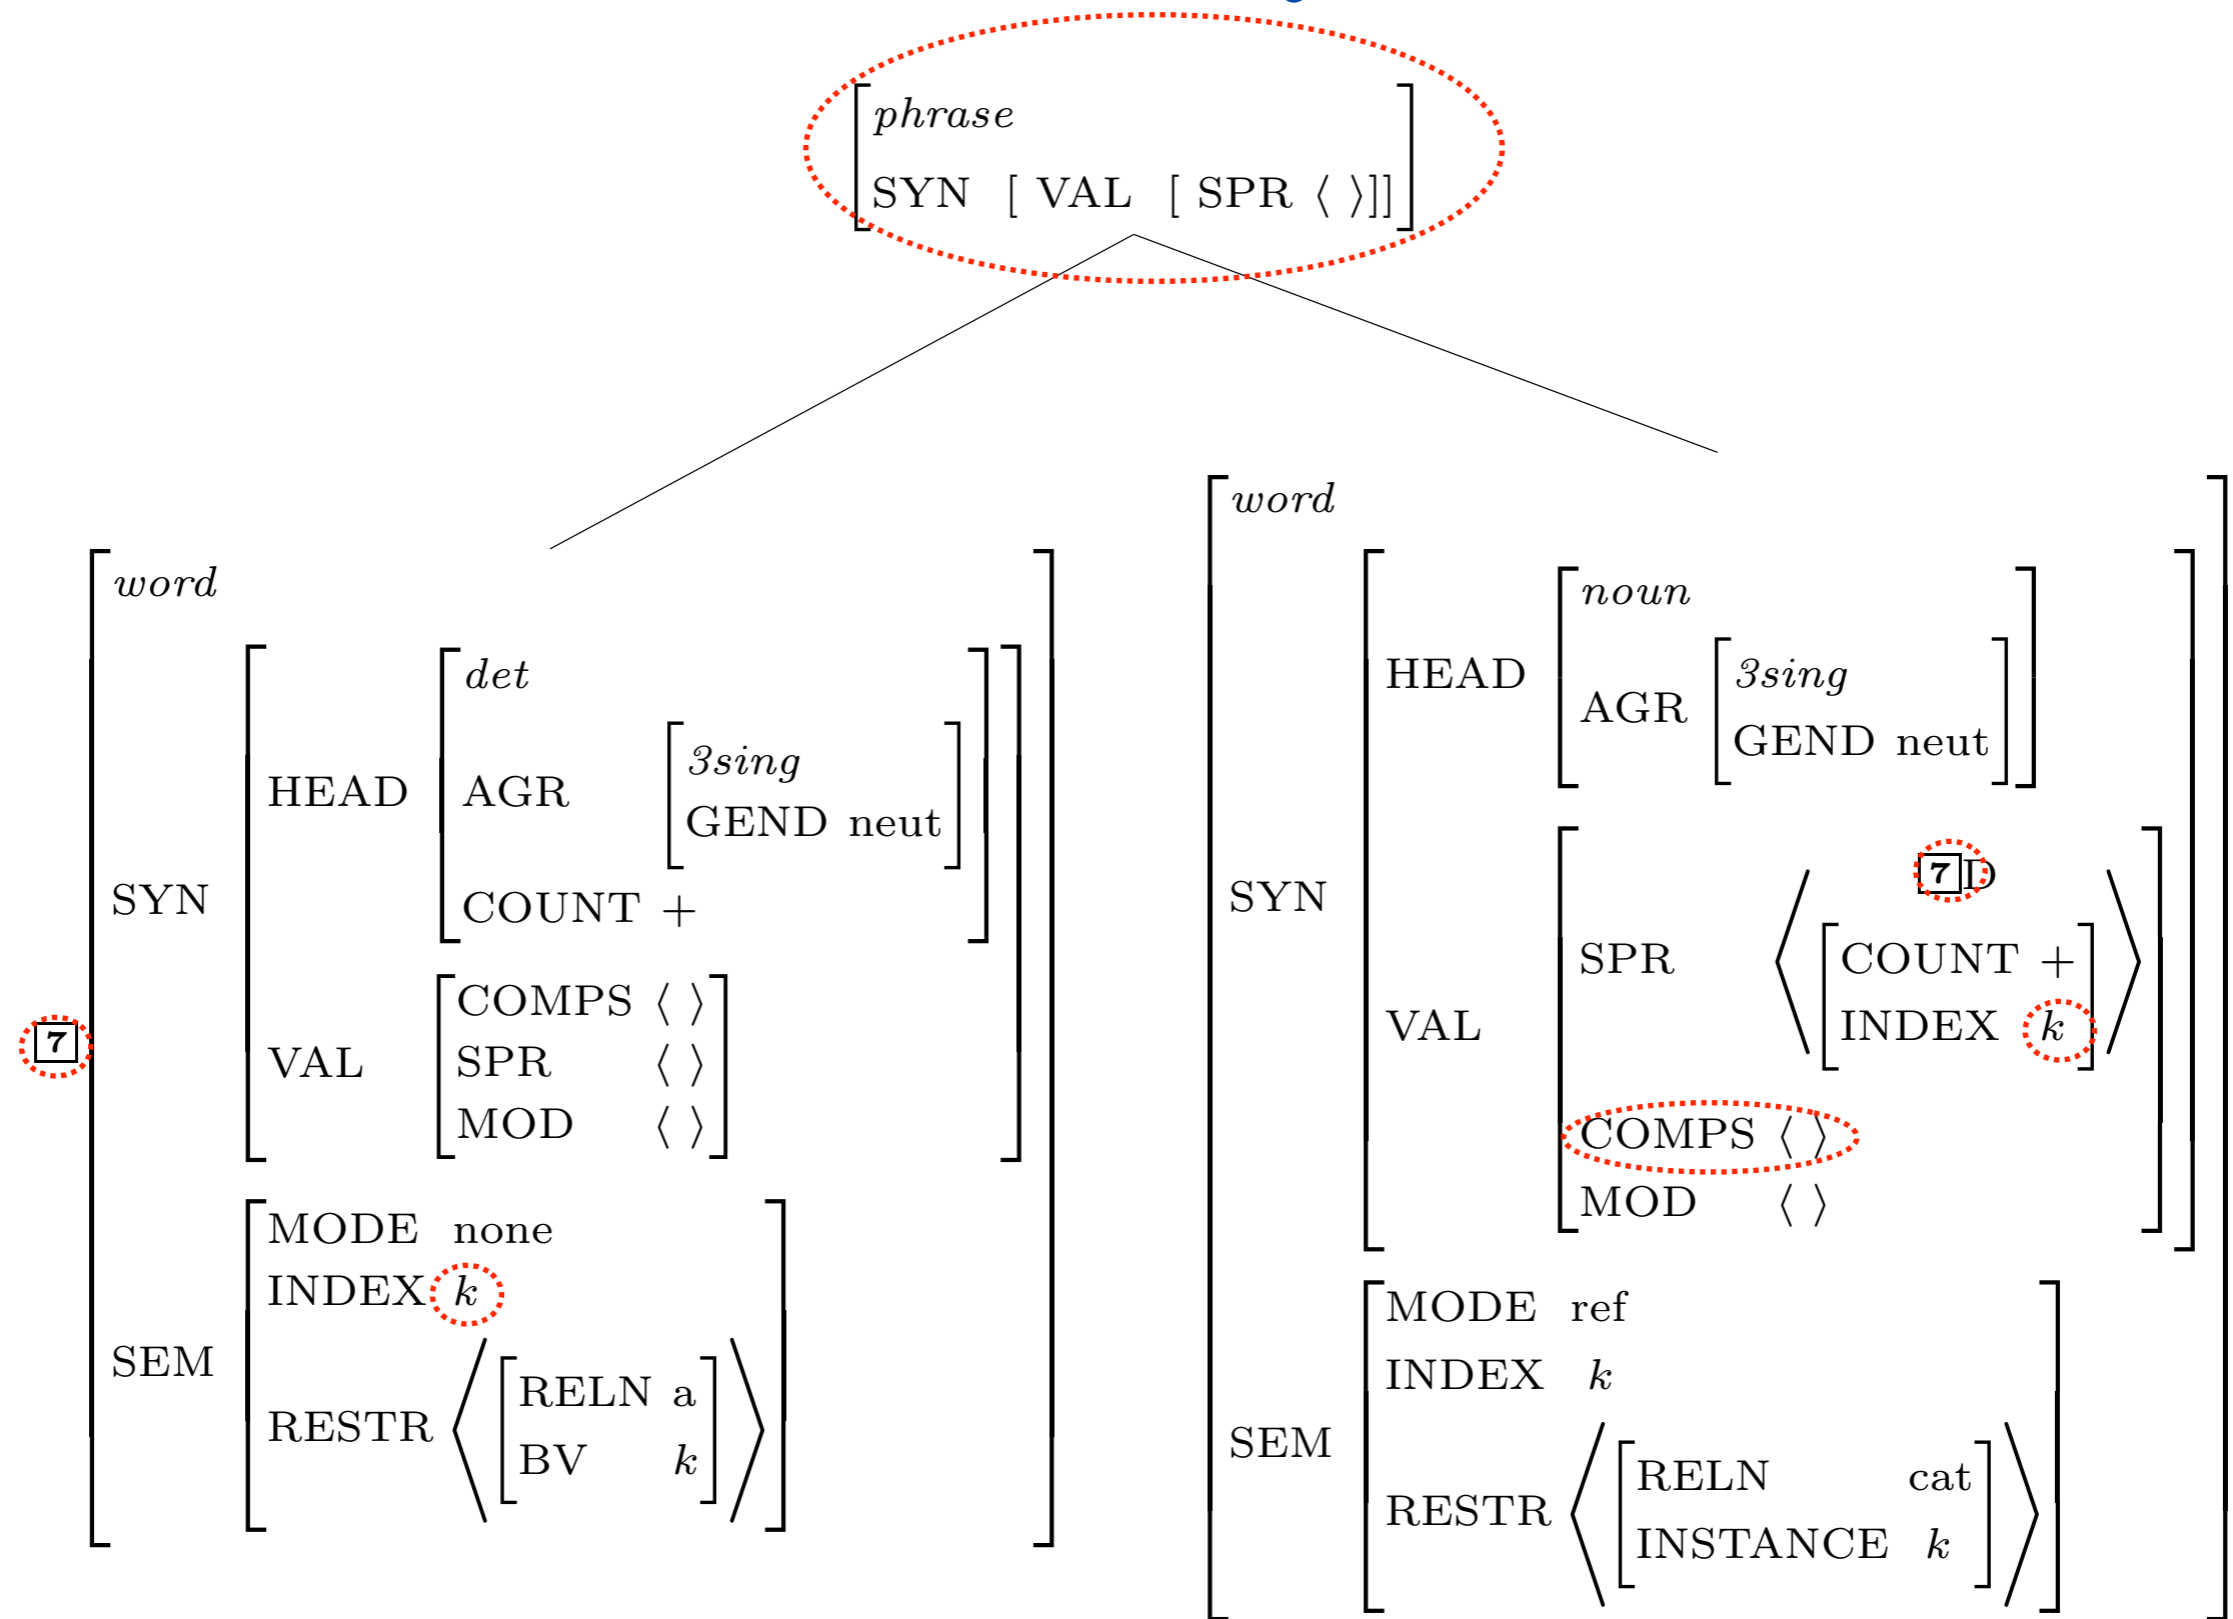 phrase
SYN [ VAL [ SPR ⟨ ⟩]]
word
SYN
HEAD
det
AGR
3sing
GEND neut
COUNT +
VAL
COMPS ⟨ ⟩
SPR ⟨ ⟩
MOD ⟨ ⟩
7
SEM
MODE none
INDEX k
RESTR
RELN a
BV k
word
SYN
HEAD
noun
AGR
3sing
GEND neut
VAL
SPR
7 D
COUNT +
INDEX k
COMPS ⟨ ⟩
MOD ⟨ ⟩
SEM
MODE ref
INDEX k
RESTR
RELN cat
INSTANCE k